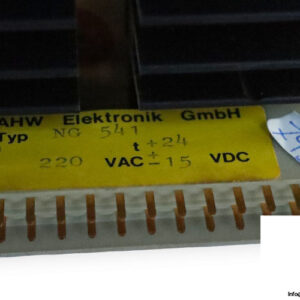 AHW Elektronik GmbH
Typ NG 541
t +24
220 VAC ± 15 VDC